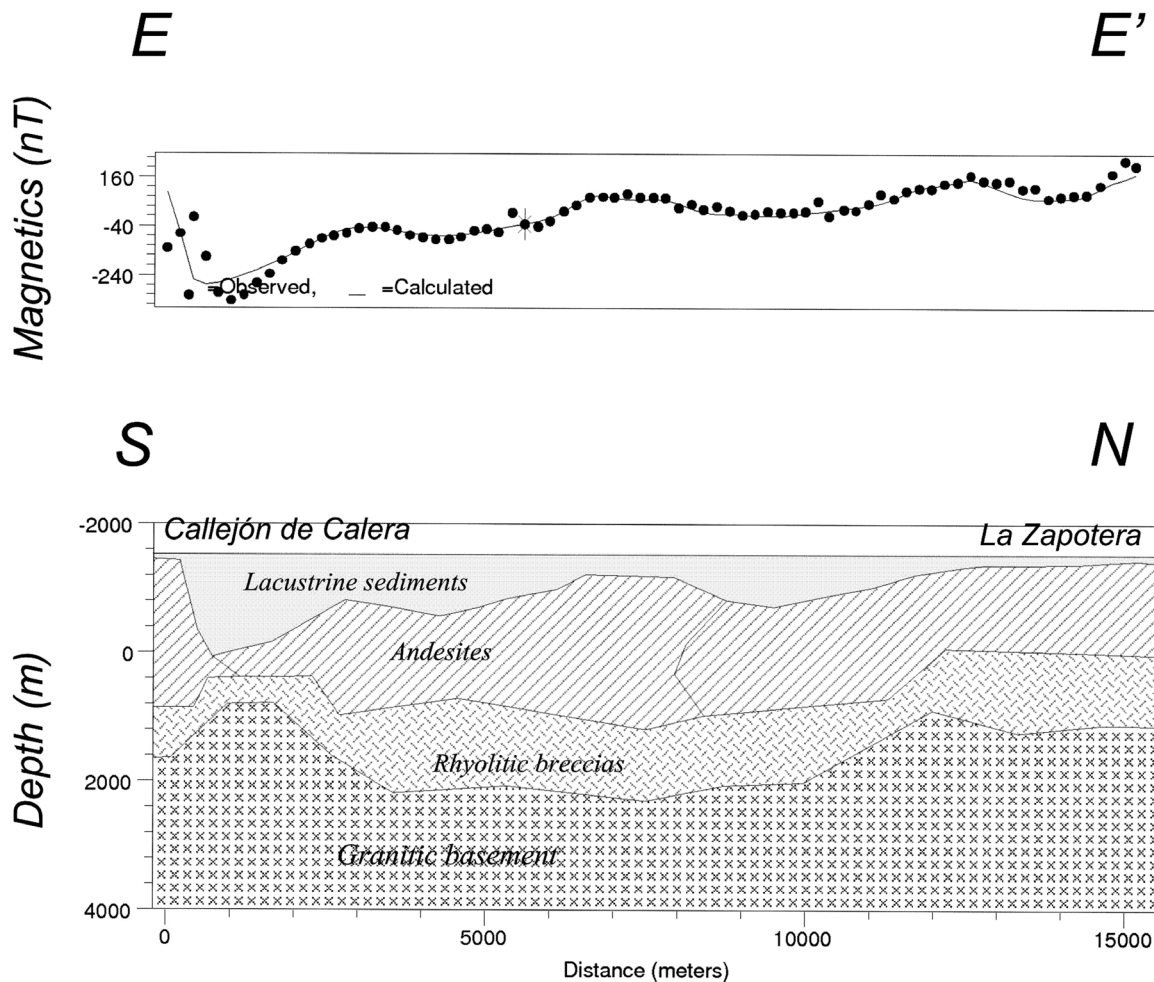 E E’
Magnetics (nT)
160
-40
-240
=Observed, __ =Calculated
S N
Depth (m)
-2000
0
2000
4000
Callejón de Calera
La Zapotera
Lacustrine sediments
Andesites
Rhyolitic breccias
Granitic basement
0 5000 10000 15000
Distance (meters)